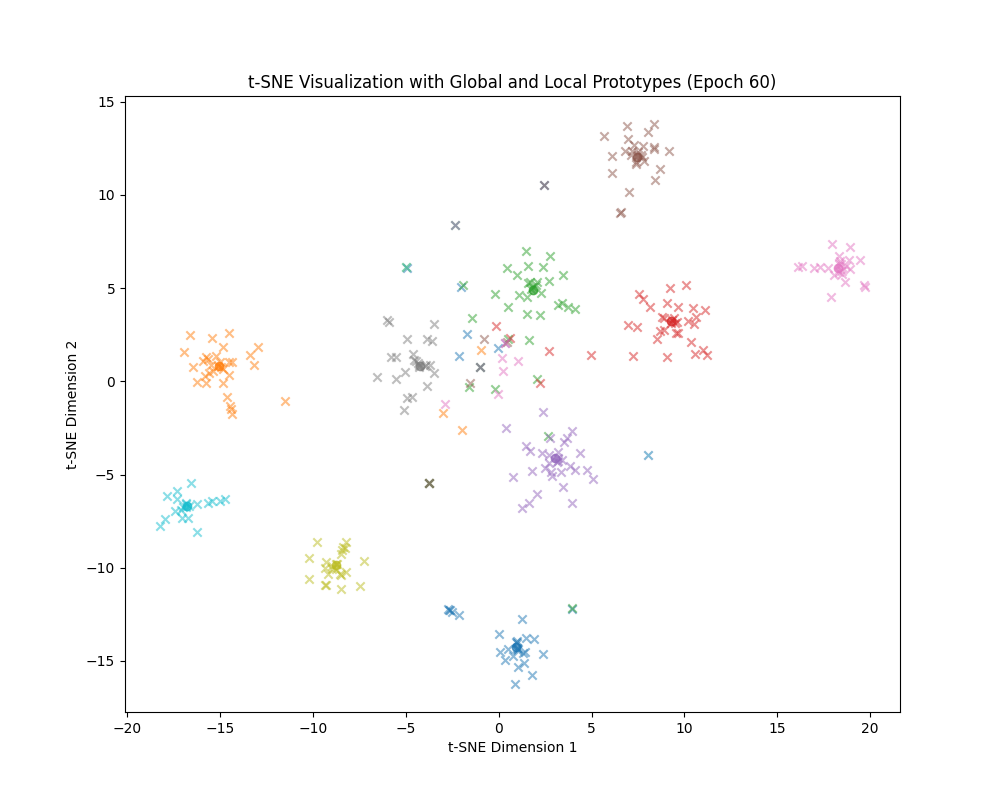 t-SNE Visualization with Global and Local Prototypes (Epoch 60)
15
10
5
0
−5
−10
−15
t-SNE Dimension 2
−20 −15 −10 −5 0 5 10 15 20
t-SNE Dimension 1